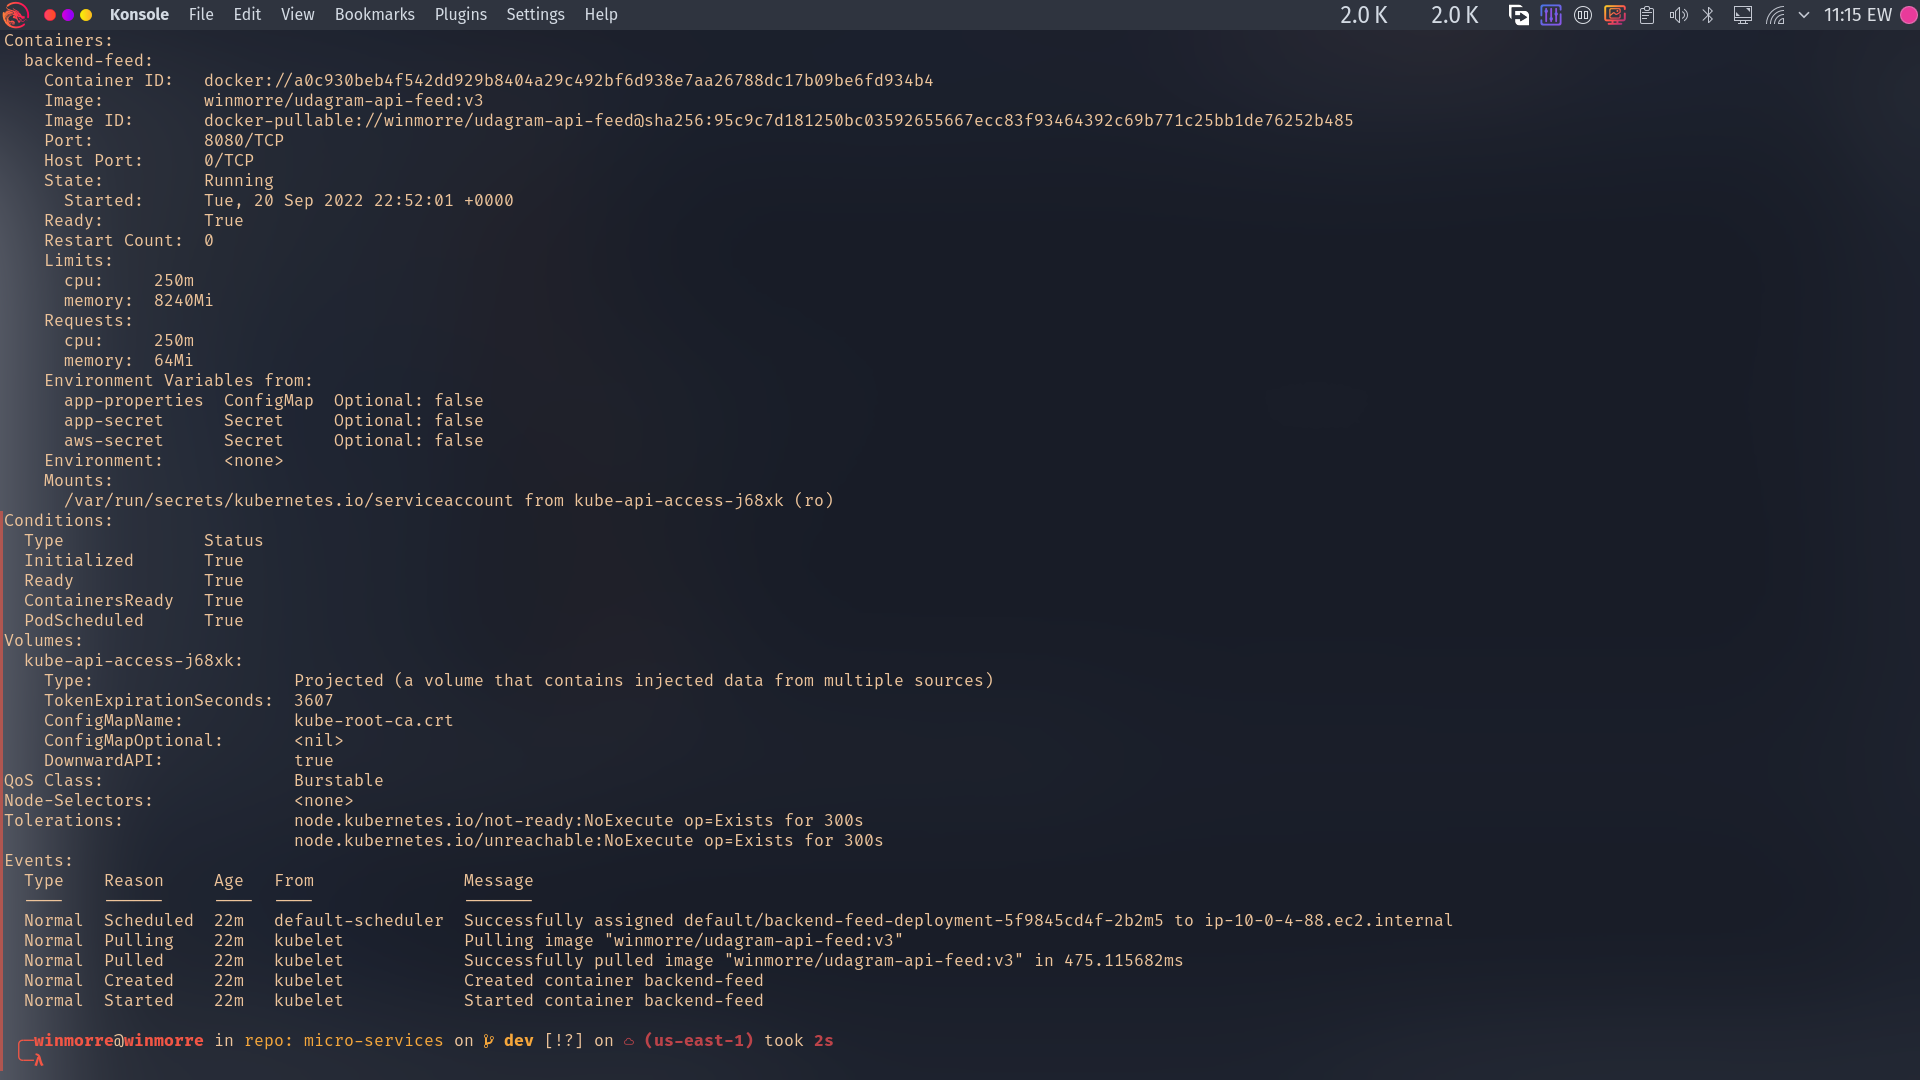 Konsole File Edit View Bookmarks Plugins Settings Help 2.0 K 2.0 K 11:15 EW
Containers:
  backend-feed:
    Container ID:   docker://a0c930beb4f542dd929b8404a29c492bf6d938e7aa26788dc17b09be6fd934b4
    Image:          winmorre/udagram-api-feed:v3
    Image ID:       docker-pullable://winmorre/udagram-api-feed@sha256:95c9c7d181250bc03592655667ecc83f93464392c69b771c25bb1de76252b485
    Port:           8080/TCP
    Host Port:      0/TCP
    State:          Running
      Started:      Tue, 20 Sep 2022 22:52:01 +0000
    Ready:          True
    Restart Count:  0
    Limits:
      cpu:     250m
      memory:  8240Mi
    Requests:
      cpu:     250m
      memory:  64Mi
    Environment Variables from:
      app-properties  ConfigMap  Optional: false
      app-secret      Secret     Optional: false
      aws-secret      Secret     Optional: false
    Environment:      <none>
    Mounts:
      /var/run/secrets/kubernetes.io/serviceaccount from kube-api-access-j68xk (ro)
Conditions:
  Type              Status
  Initialized       True
  Ready             True
  ContainersReady   True
  PodScheduled      True
Volumes:
  kube-api-access-j68xk:
    Type:                    Projected (a volume that contains injected data from multiple sources)
    TokenExpirationSeconds:  3607
    ConfigMapName:           kube-root-ca.crt
    ConfigMapOptional:       <nil>
    DownwardAPI:             true
QoS Class:                   Burstable
Node-Selectors:              <none>
Tolerations:                 node.kubernetes.io/not-ready:NoExecute op=Exists for 300s
                             node.kubernetes.io/unreachable:NoExecute op=Exists for 300s
Events:
  Type    Reason     Age   From               Message
  ----    ------     ----  ----               -------
  Normal  Scheduled  22m   default-scheduler  Successfully assigned default/backend-feed-deployment-5f9845cd4f-2b2m5 to ip-10-0-4-88.ec2.internal
  Normal  Pulling    22m   kubelet            Pulling image "winmorre/udagram-api-feed:v3"
  Normal  Pulled     22m   kubelet            Successfully pulled image "winmorre/udagram-api-feed:v3" in 475.115682ms
  Normal  Created    22m   kubelet            Created container backend-feed
  Normal  Started    22m   kubelet            Started container backend-feed
winmorre@winmorre in repo: micro-services on dev [!?] on (us-east-1) took 2s
λ